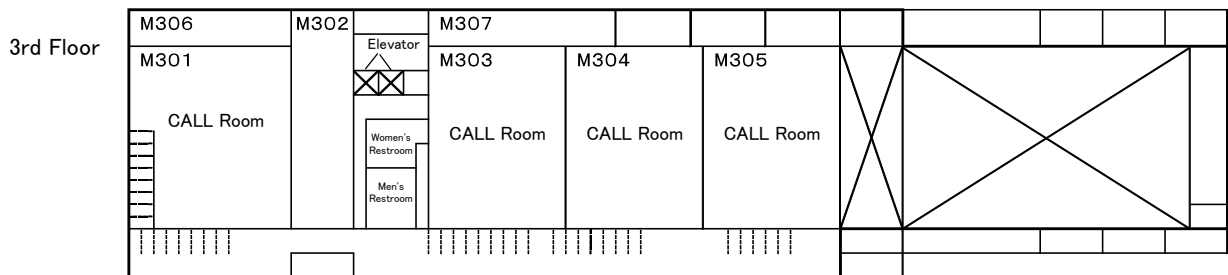 3rd Floor
M306
M302
M307
Elevator
M301
M303
M304
M305
CALL Room
CALL Room
CALL Room
CALL Room
Women's
Restroom
Men's
Restroom